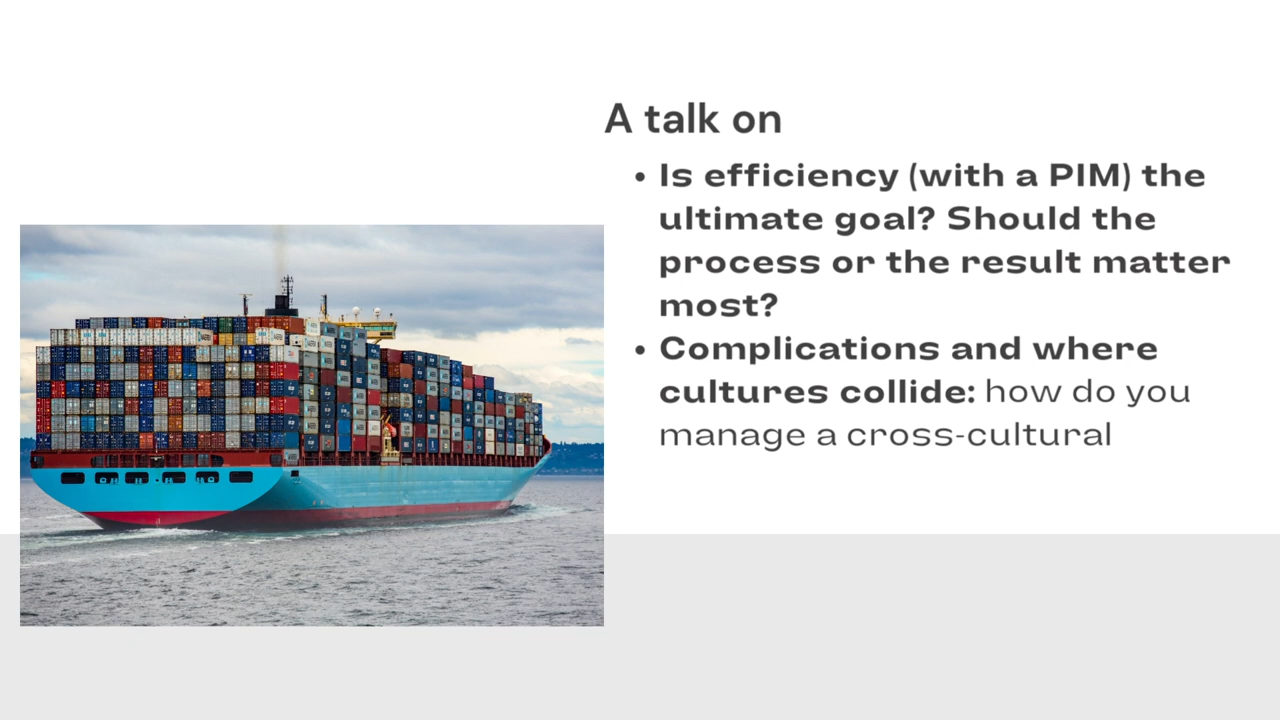 A talk on
• Is efficiency (with a PIM) the
ultimate goal? Should the
process or the result matter
most?
• Complications and where
cultures collide: how do you
manage a cross-cultural